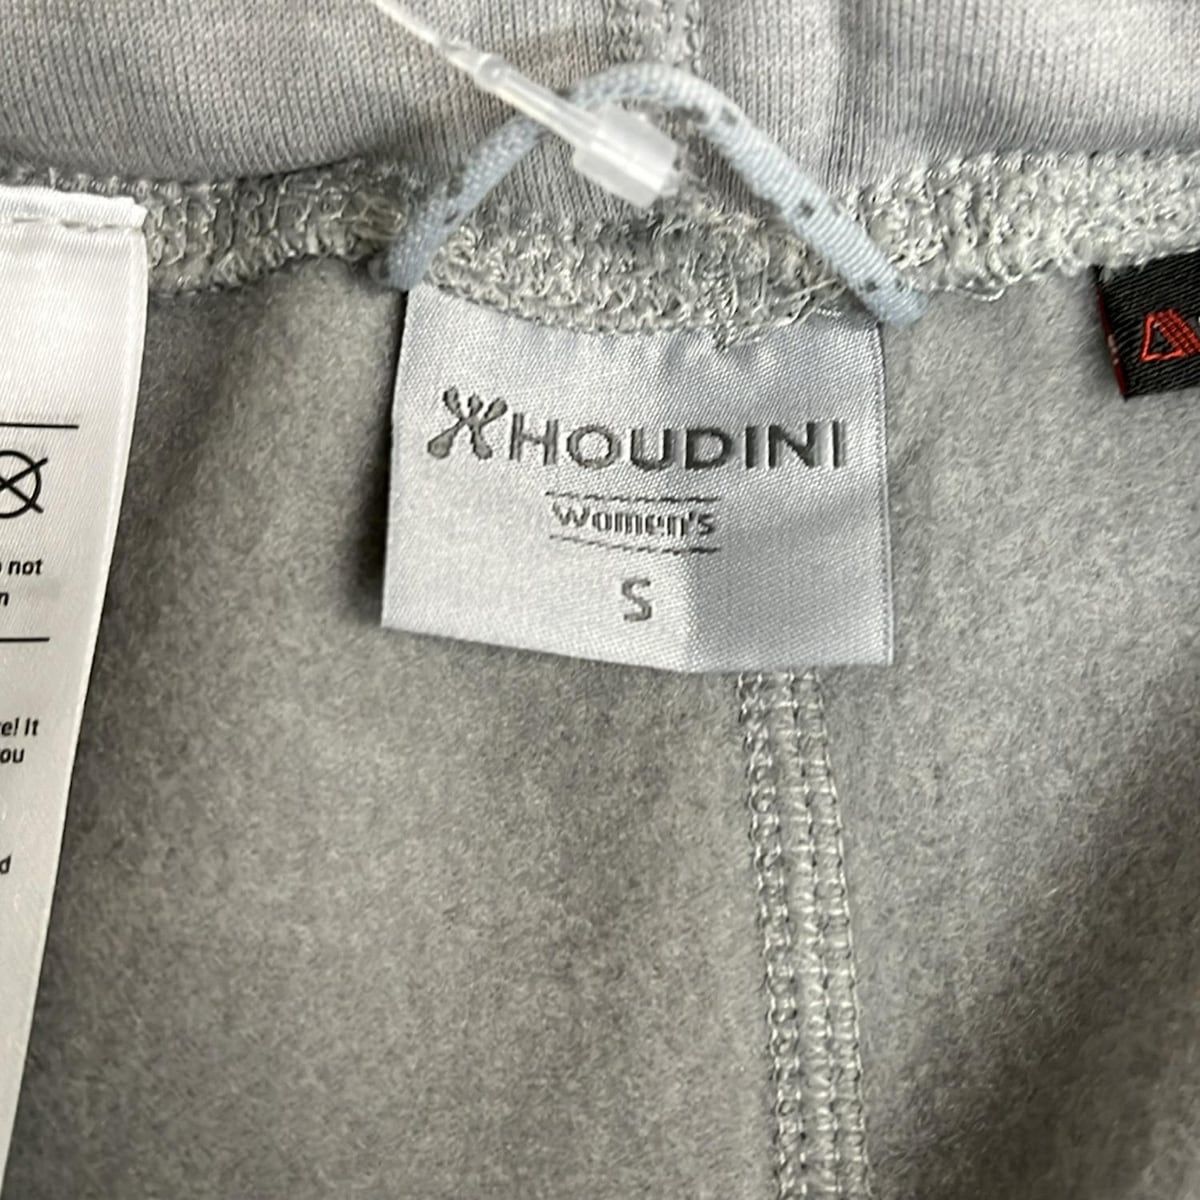 HOUDINI
Women's
S
not
e! It
ou